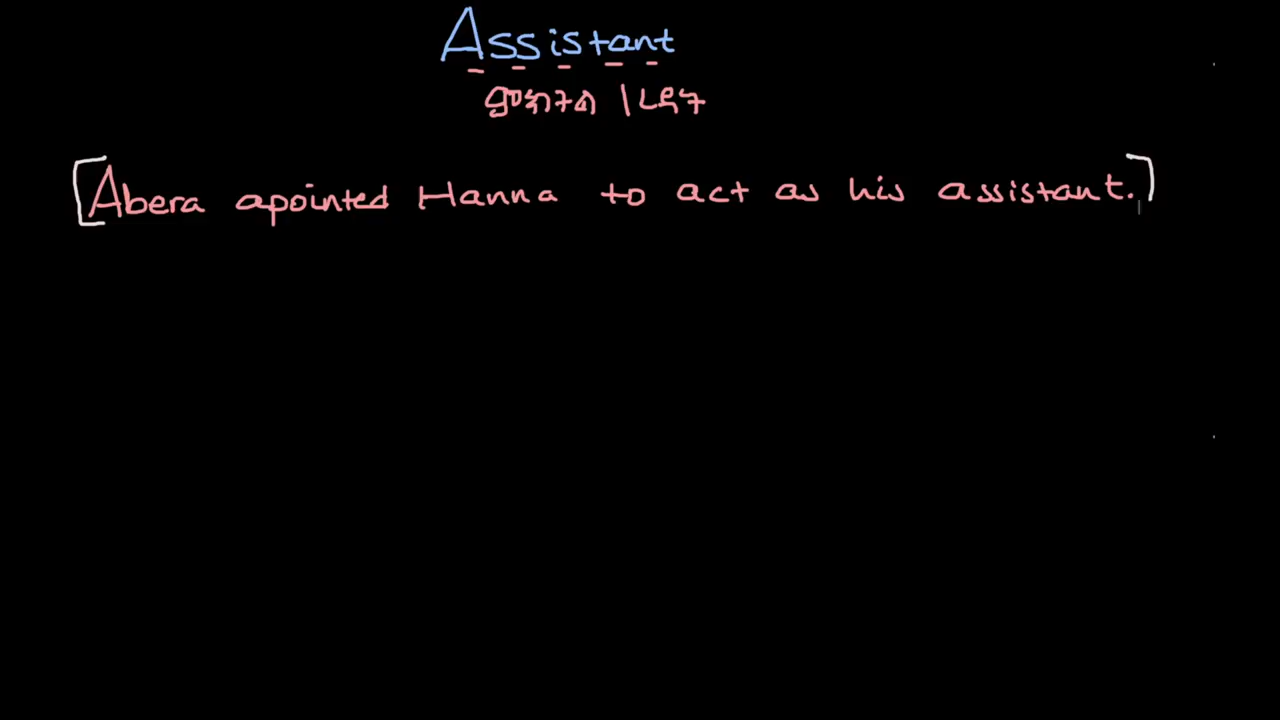 Assistant
ምክትል / ረዳት
[Abera apointed Hanna to act as his assistant.]